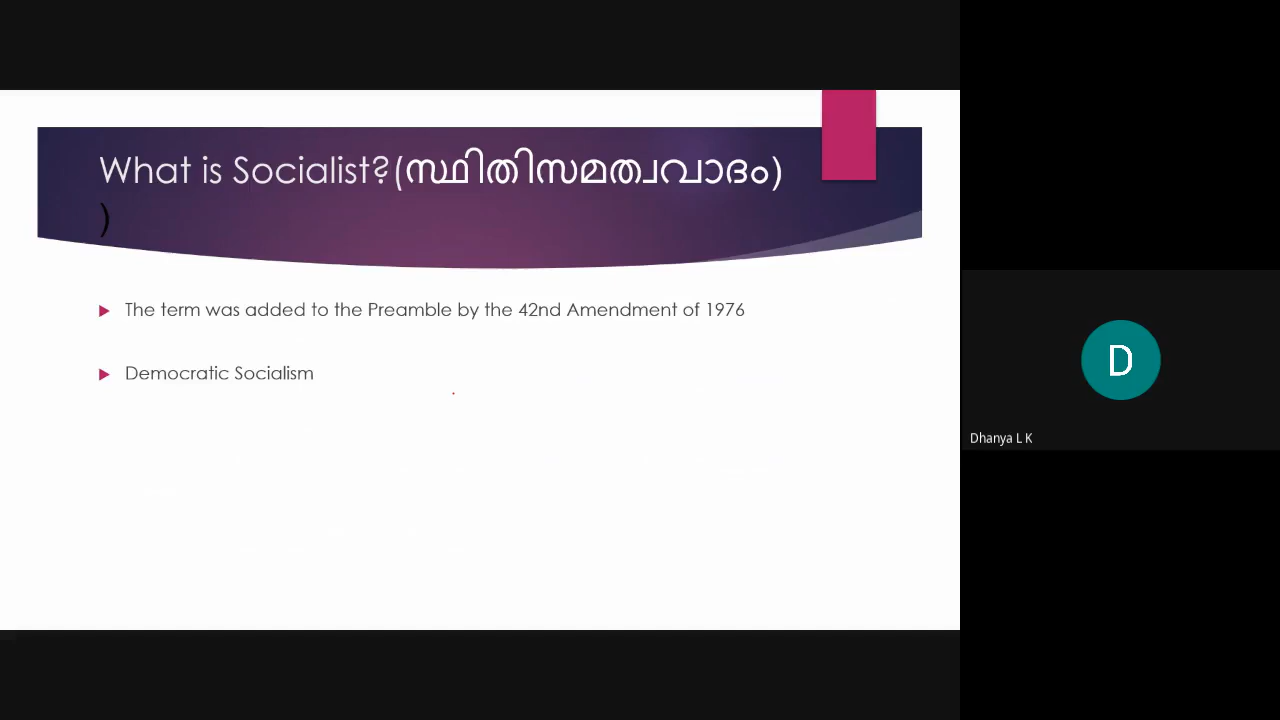 What is Socialist?(സ്ഥിതിസമത്വവാദം)
)
The term was added to the Preamble by the 42nd Amendment of 1976
Democratic Socialism
D
Dhanya L K